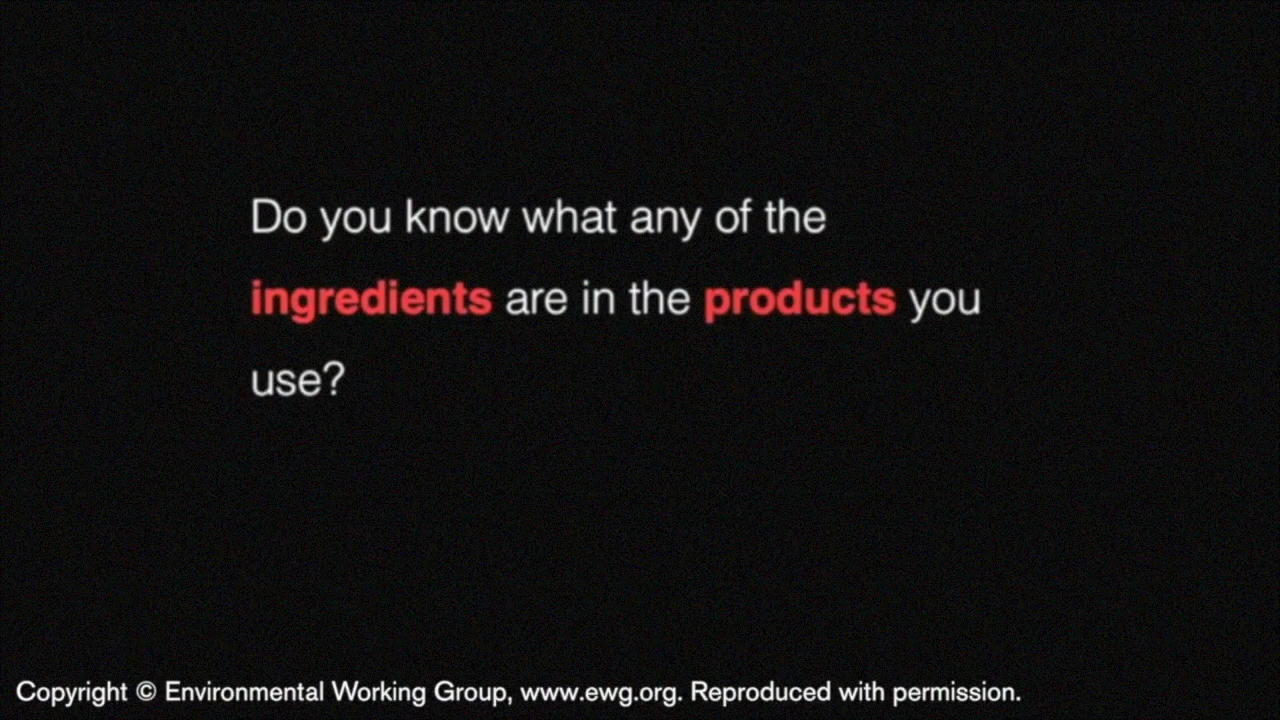 Do you know what any of the
ingredients are in the products you
use?
Copyright © Environmental Working Group, www.ewg.org. Reproduced with permission.